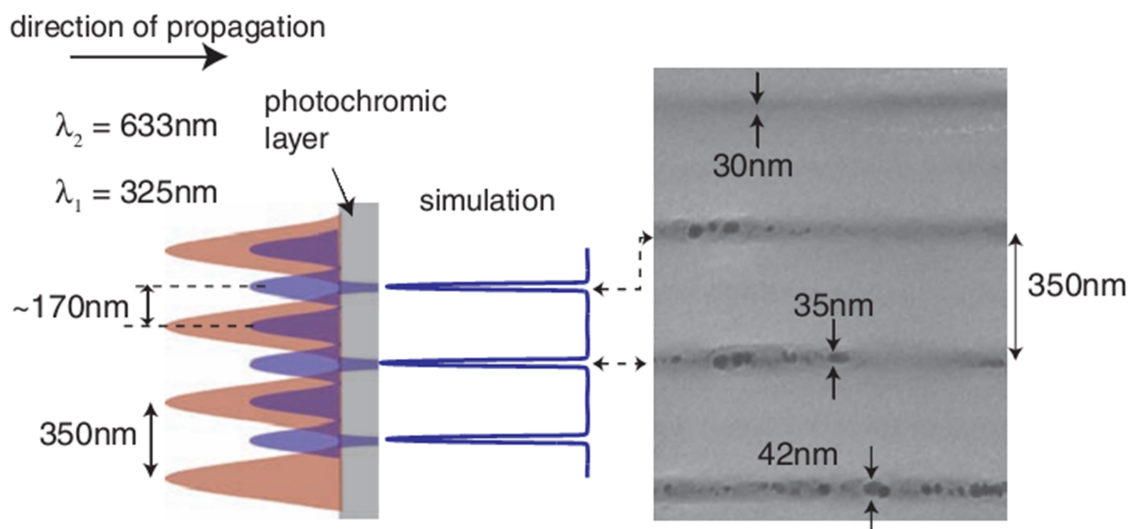 direction of propagation
λ₂ = 633nm
λ₁ = 325nm
photochromic
layer
simulation
~170nm
350nm
30nm
350nm
35nm
42nm